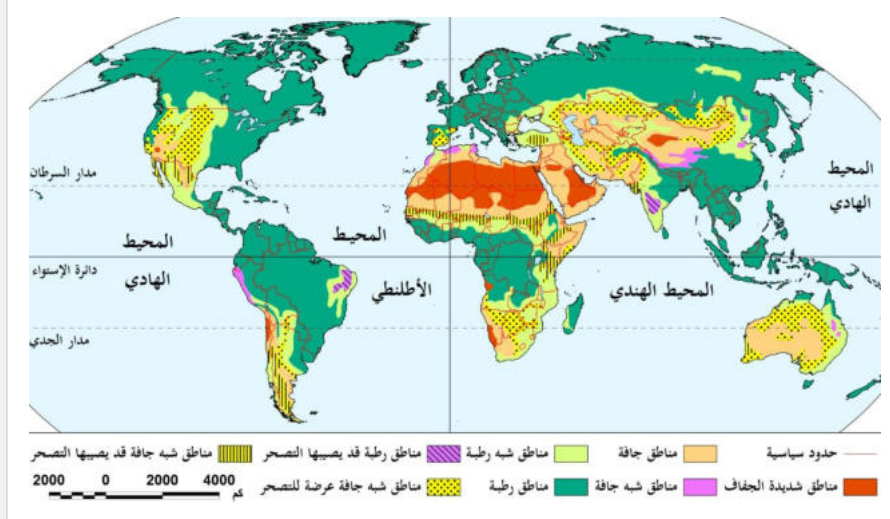 مدار السرطان
المحيط
الهادي
المحيط
الهادي
المحيط
الأطلنطي
دائرة الإستواء
المحيط الهندي
مدار الجدي
حدود سياسية
مناطق جافة
مناطق شبه رطبة
مناطق رطبة قد يصيبها التصحر
مناطق شبه جافة قد يصيبها التصحر
مناطق شديدة الجفاف
مناطق شبه جافة
مناطق رطبة
مناطق شبه جافة عرضة للتصحر
2000 0 2000 4000 كم